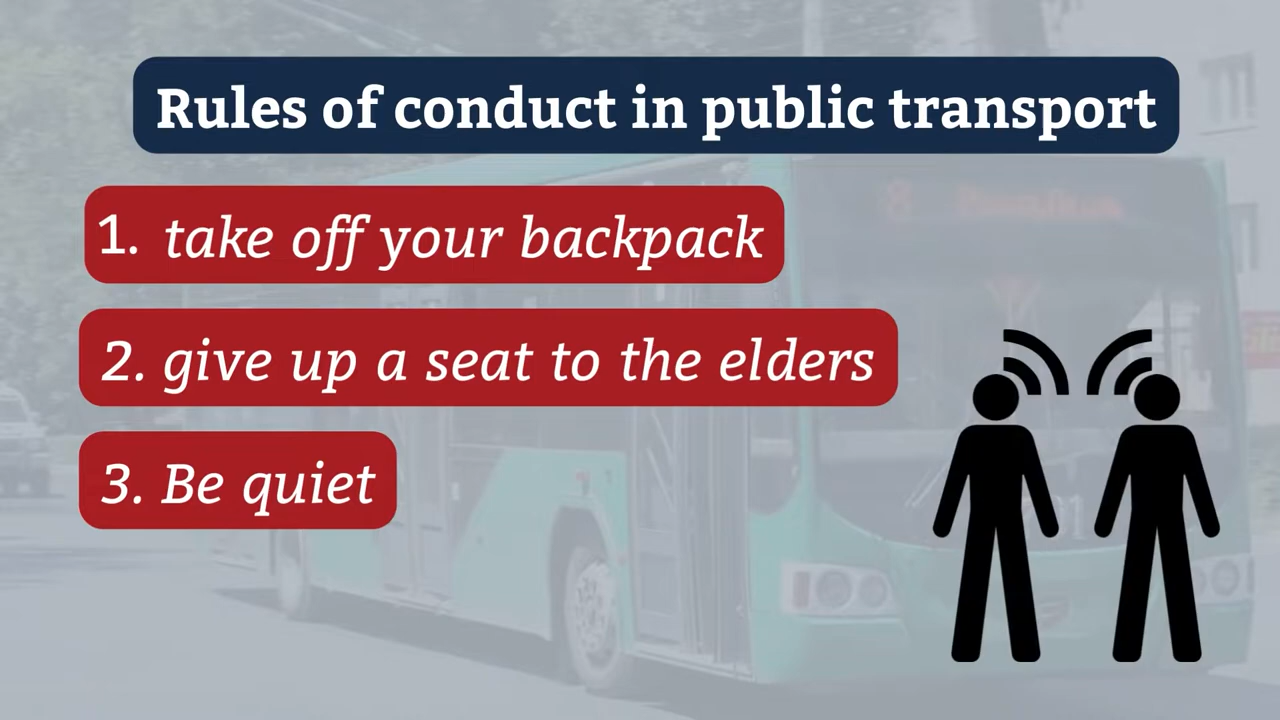 Rules of conduct in public transport
1. take off your backpack
2. give up a seat to the elders
3. Be quiet